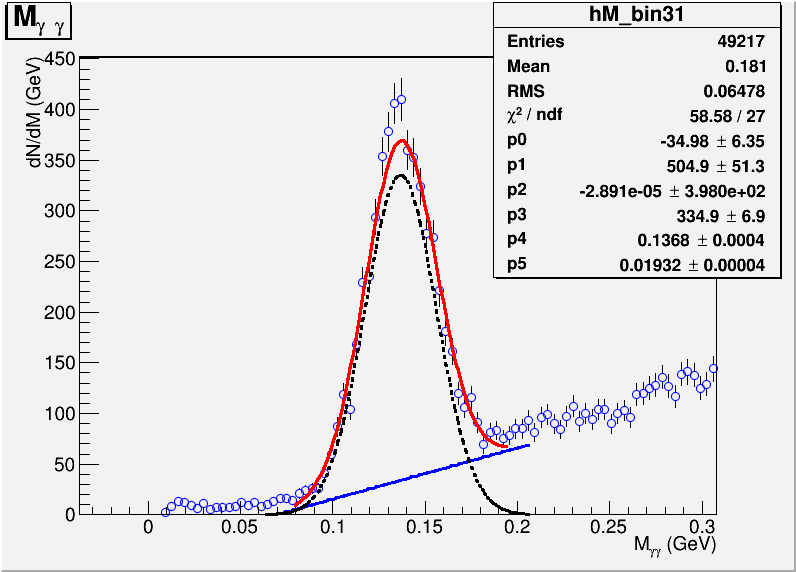 M γ γ
hM_bin31
Entries 49217
Mean 0.181
RMS 0.06478
χ² / ndf 58.58 / 27
p0 -34.98 ± 6.35
p1 504.9 ± 51.3
p2 -2.891e-05 ± 3.980e+02
p3 334.9 ± 6.9
p4 0.1368 ± 0.0004
p5 0.01932 ± 0.00004
dN/dM (GeV)
450
400
350
300
250
200
150
100
50
0
0 0.05 0.1 0.15 0.2 0.25 0.3
M γγ (GeV)